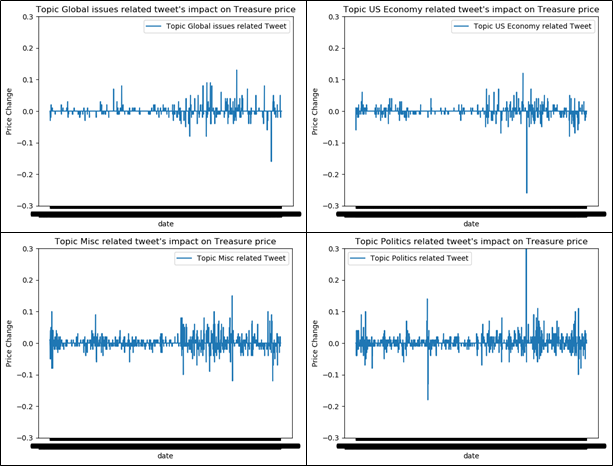 Topic Global issues related tweet's impact on Treasure price
Topic Global issues related Tweet
Price Change
0.3
0.2
0.1
0.0
−0.1
−0.2
−0.3
date
Topic US Economy related tweet's impact on Treasure price
Topic US Economy related Tweet
Price Change
0.3
0.2
0.1
0.0
−0.1
−0.2
−0.3
date
Topic Misc related tweet's impact on Treasure price
Topic Misc related Tweet
Price Change
0.3
0.2
0.1
0.0
−0.1
−0.2
−0.3
date
Topic Politics related tweet's impact on Treasure price
Topic Politics related Tweet
Price Change
0.3
0.2
0.1
0.0
−0.1
−0.2
−0.3
date